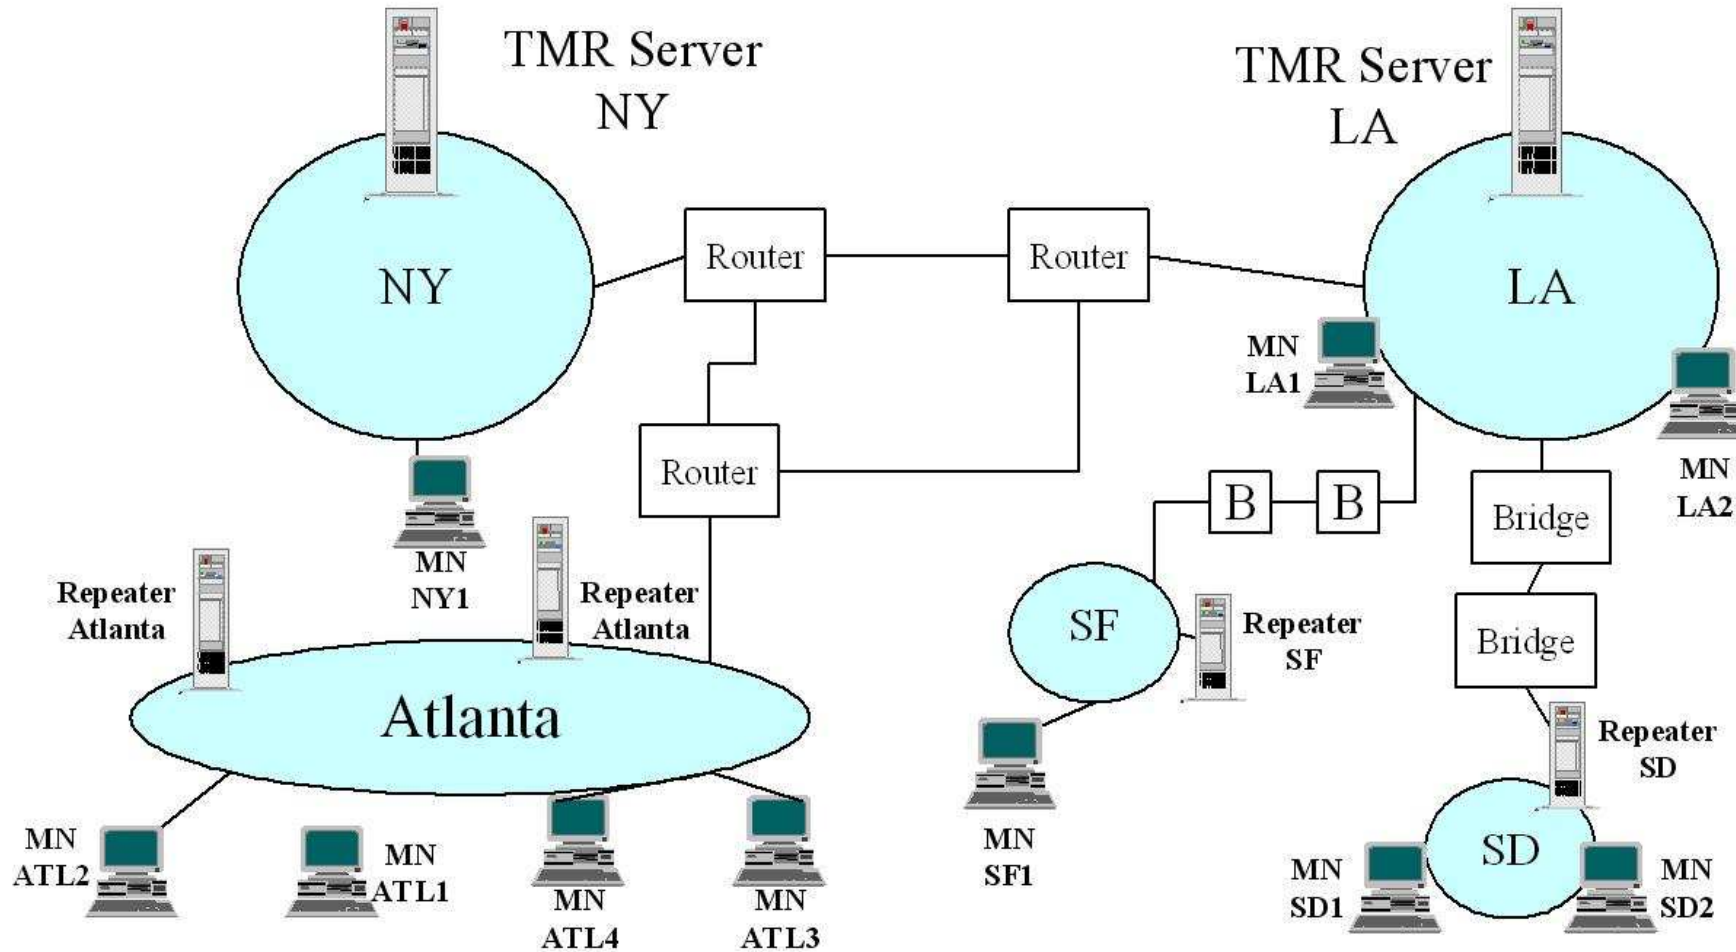 TMR Server
NY
TMR Server
LA
NY
Router
Router
LA
MN
LA1
MN
LA2
Router
B
B
Bridge
MN
NY1
Repeater
Atlanta
Repeater
Atlanta
SF
Repeater
SF
Bridge
Atlanta
Repeater
SD
MN
ATL2
MN
ATL1
MN
ATL4
MN
ATL3
MN
SF1
MN
SD1
SD
MN
SD2